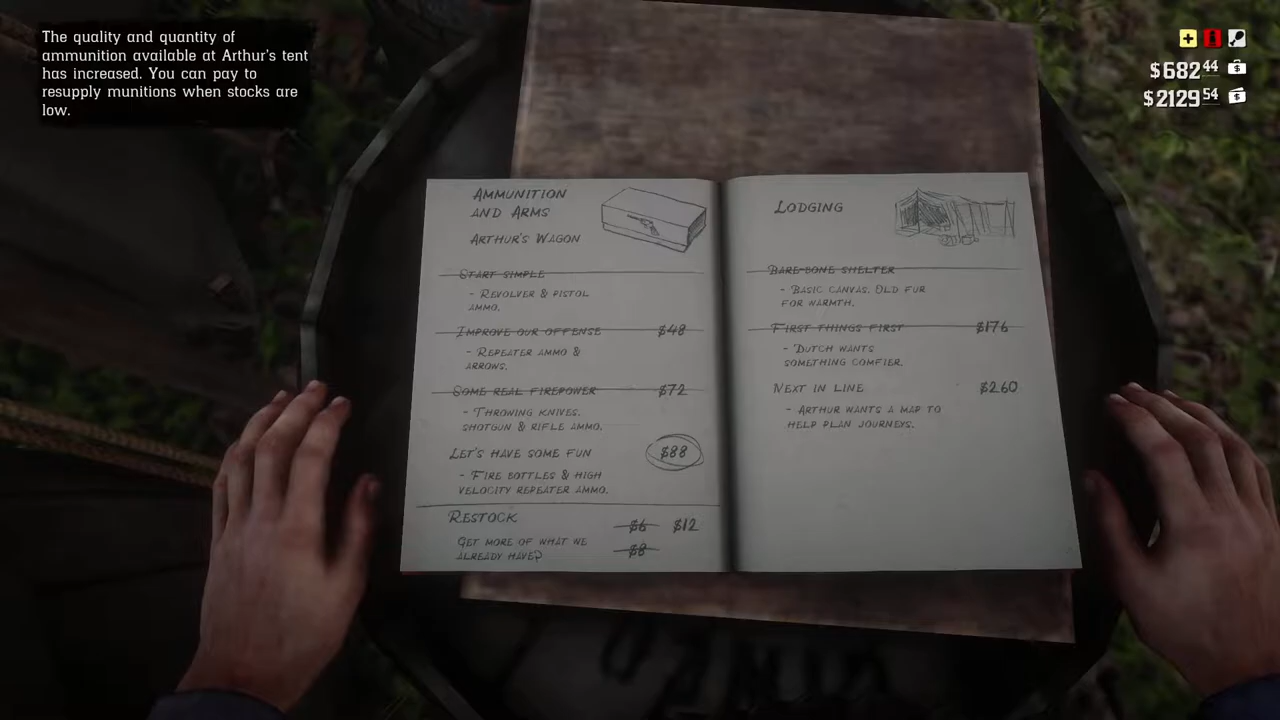 The quality and quantity of
ammunition available at Arthur's tent
has increased. You can pay to
resupply munitions when stocks are
low.
$682.44
$2129.54
AMMUNITION
AND ARMS
ARTHUR'S WAGON
START SIMPLE
- REVOLVER & PISTOL
AMMO.
IMPROVE OUR OFFENSE $48
- REPEATER AMMO &
ARROWS.
SOME REAL FIREPOWER $72
- THROWING KNIVES.
SHOTGUN & RIFLE AMMO.
LET'S HAVE SOME FUN $88
- FIRE BOTTLES & HIGH
VELOCITY REPEATER AMMO.
RESTOCK $6 $12
GET MORE OF WHAT WE $8
ALREADY HAVE?
LODGING
BARE-BONE SHELTER
- BASIC CANVAS. OLD FUR
FOR WARMTH.
FIRST THINGS FIRST $176
- DUTCH WANTS
SOMETHING COMFIER.
NEXT IN LINE $260
- ARTHUR WANTS A MAP TO
HELP PLAN JOURNEYS.